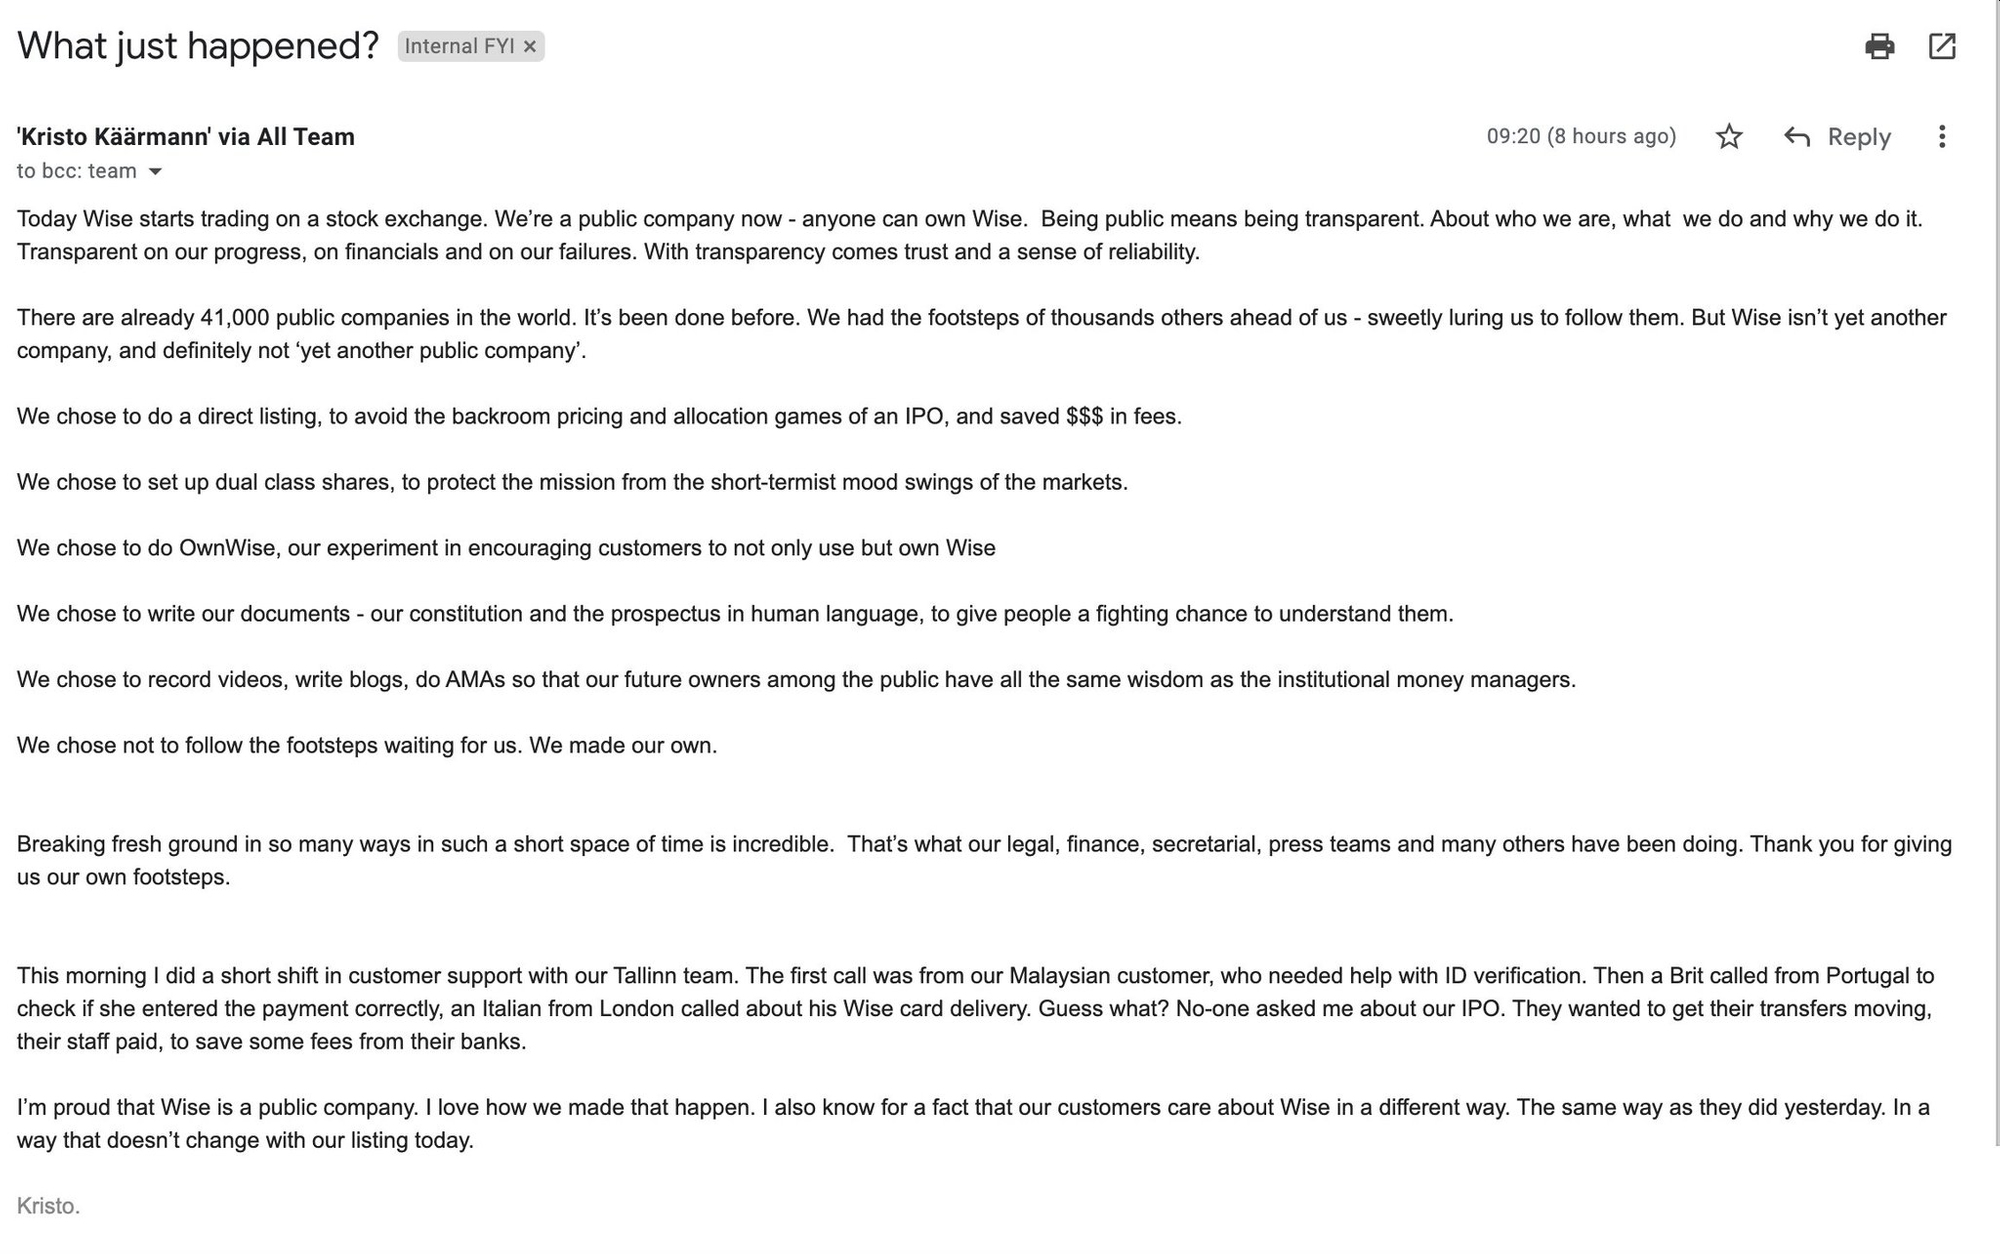 What just happened? Internal FYI ×
'Kristo Käärmann' via All Team
09:20 (8 hours ago) Reply
to bcc: team
Today Wise starts trading on a stock exchange. We’re a public company now - anyone can own Wise.  Being public means being transparent. About who we are, what  we do and why we do it.
Transparent on our progress, on financials and on our failures. With transparency comes trust and a sense of reliability.
There are already 41,000 public companies in the world. It’s been done before. We had the footsteps of thousands others ahead of us - sweetly luring us to follow them. But Wise isn’t yet another
company, and definitely not ‘yet another public company’.
We chose to do a direct listing, to avoid the backroom pricing and allocation games of an IPO, and saved $$$ in fees.
We chose to set up dual class shares, to protect the mission from the short-termist mood swings of the markets.
We chose to do OwnWise, our experiment in encouraging customers to not only use but own Wise
We chose to write our documents - our constitution and the prospectus in human language, to give people a fighting chance to understand them.
We chose to record videos, write blogs, do AMAs so that our future owners among the public have all the same wisdom as the institutional money managers.
We chose not to follow the footsteps waiting for us. We made our own.
Breaking fresh ground in so many ways in such a short space of time is incredible.  That’s what our legal, finance, secretarial, press teams and many others have been doing. Thank you for giving
us our own footsteps.
This morning I did a short shift in customer support with our Tallinn team. The first call was from our Malaysian customer, who needed help with ID verification. Then a Brit called from Portugal to
check if she entered the payment correctly, an Italian from London called about his Wise card delivery. Guess what? No-one asked me about our IPO. They wanted to get their transfers moving,
their staff paid, to save some fees from their banks.
I’m proud that Wise is a public company. I love how we made that happen. I also know for a fact that our customers care about Wise in a different way. The same way as they did yesterday. In a
way that doesn’t change with our listing today.
Kristo.